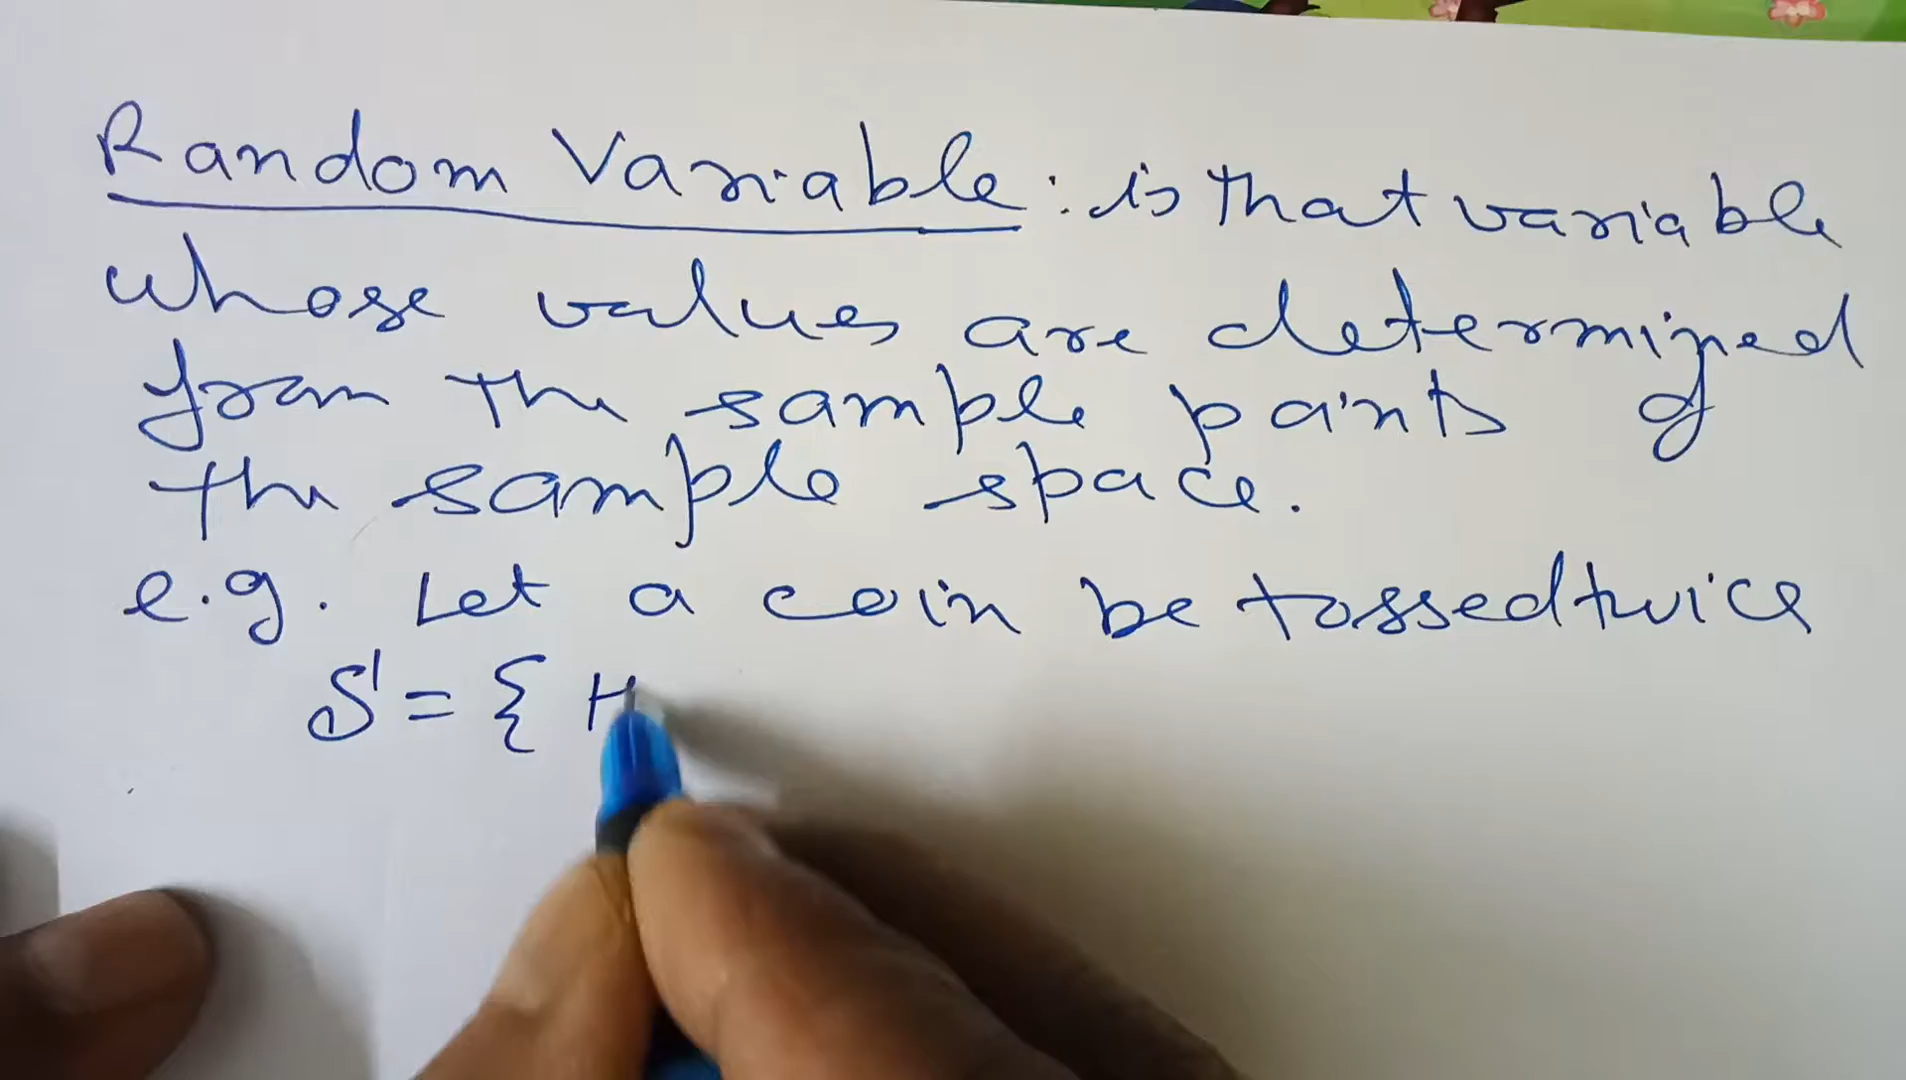 Random Variable : is that variable
whose values are determined
from the sample points of
the sample space.
e.g. Let a coin be tossed twice
S = { H